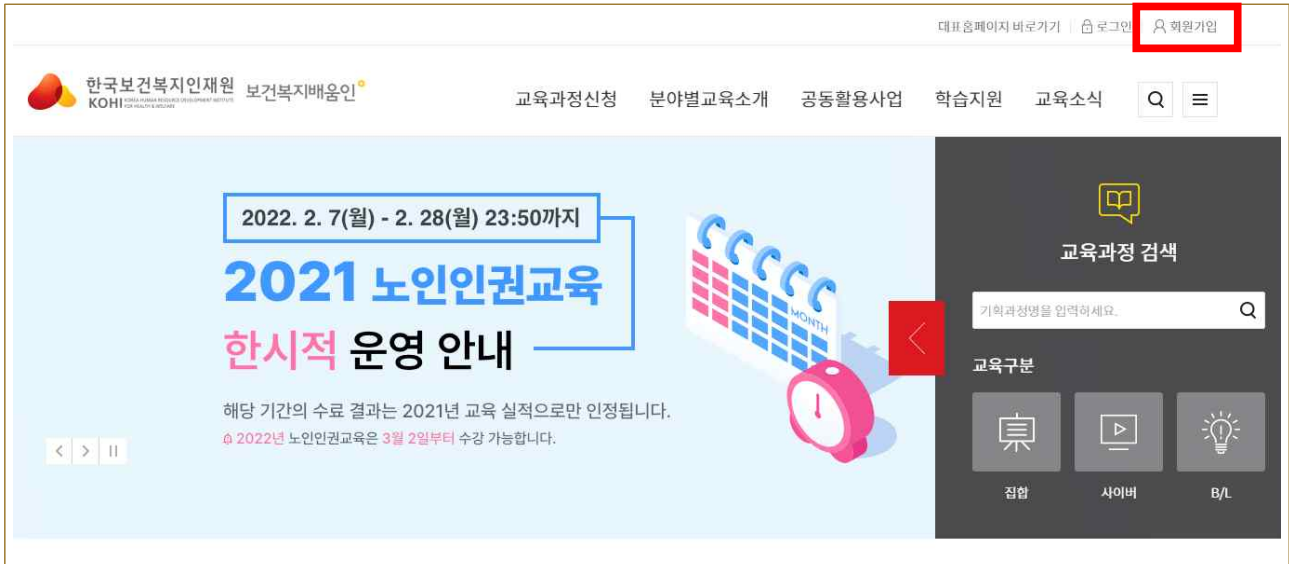 대표홈페이지 바로가기
로그인
회원가입
한국보건복지인재원
KOHI KOREA HUMAN RESOURCE DEVELOPMENT INSTITUTE
FOR HEALTH & WELFARE
보건복지배움인
교육과정신청 분야별교육소개 공동활용사업 학습지원 교육소식
2022. 2. 7(월) - 2. 28(월) 23:50까지
2021 노인인권교육
한시적 운영 안내
해당 기간의 수료 결과는 2021년 교육 실적으로만 인정됩니다.
2022년 노인인권교육은 3월 2일부터 수강 가능합니다.
MONTH
교육과정 검색
기획과정명을 입력하세요.
교육구분
집합 사이버 B/L